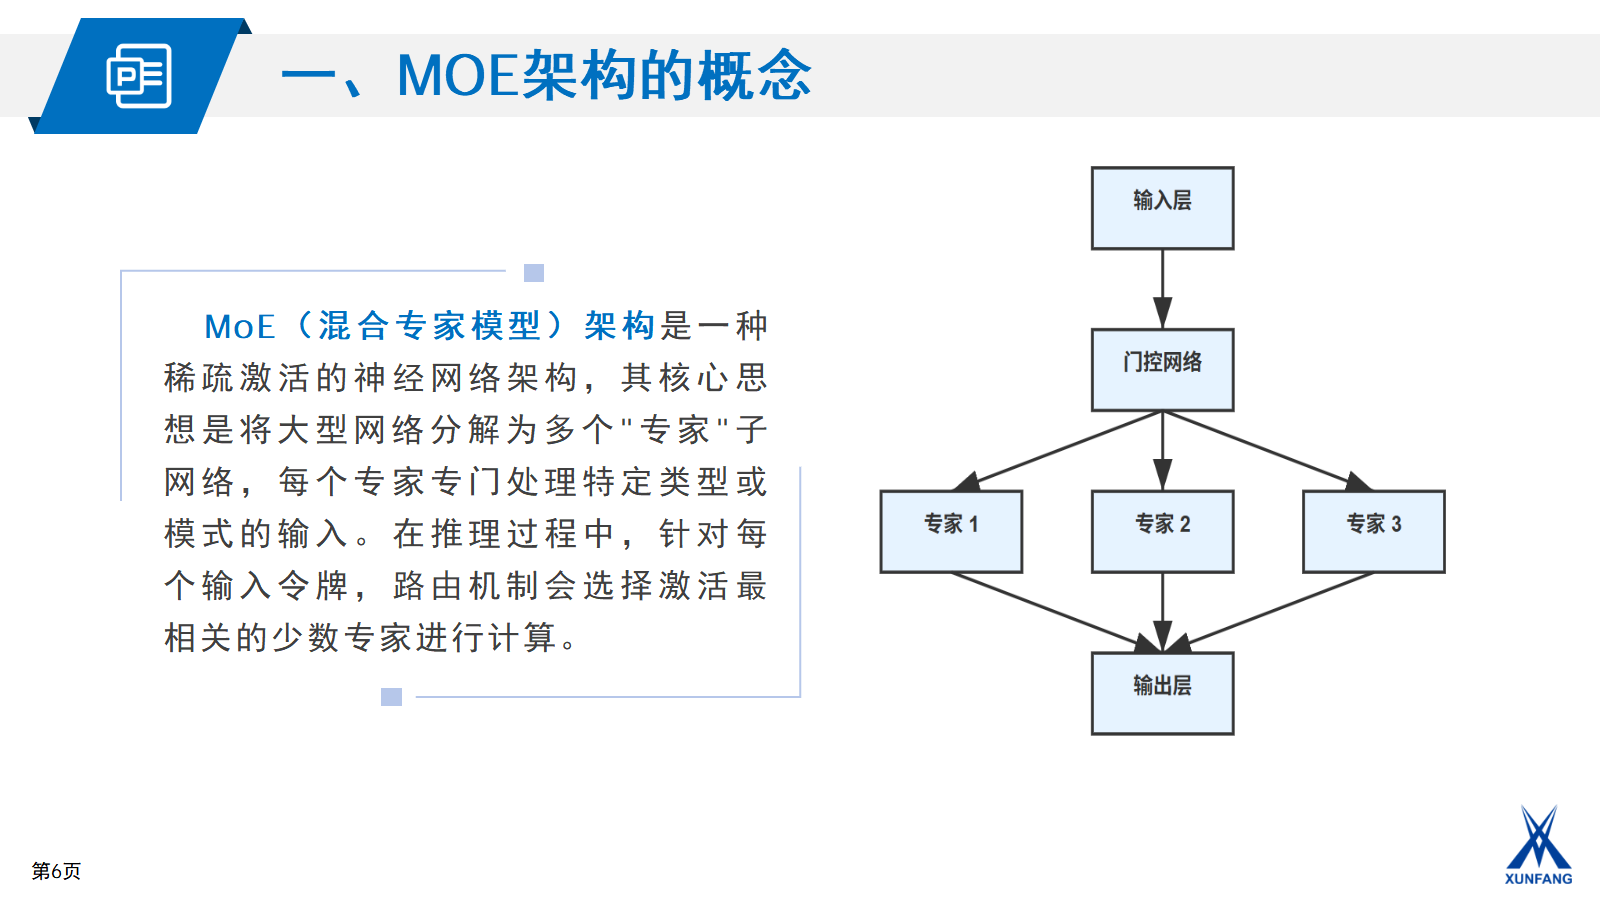 一、MOE架构的概念
MoE（混合专家模型）架构是一种
稀疏激活的神经网络架构，其核心思
想是将大型网络分解为多个"专家"子
网络，每个专家专门处理特定类型或
模式的输入。在推理过程中，针对每
个输入令牌，路由机制会选择激活最
相关的少数专家进行计算。
输入层
门控网络
专家 1
专家 2
专家 3
输出层
第6页
XUNFANG